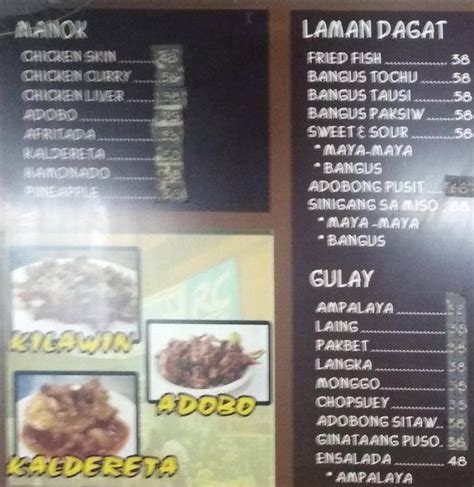 MANOK
CHICKEN SKIN
CHICKEN CURRY
CHICKEN LIVER
ADOBO
AFRITADA
KALDERETA
HAMONADO
PINEAPPLE
KILAWIN
ADOBO
KALDERETA
LAMAN DAGAT
FRIED FISH 38
BANGUS TOCHU 58
BANGUS TAUSI 58
BANGUS PAKSIW 58
SWEET & SOUR 58
* MAYA-MAYA
* BANGUS
ADOBONG PUSIT
SINIGANG SA MISO 58
* MAYA-MAYA
* BANGUS
GULAY
AMPALAYA 38
LAING 38
PAKBET 38
LANGKA 38
MONGGO 38
CHOPSUEY 38
ADOBONG SITAW 38
GINATAANG PUSO 38
ENSALADA 48
* AMPALAYA